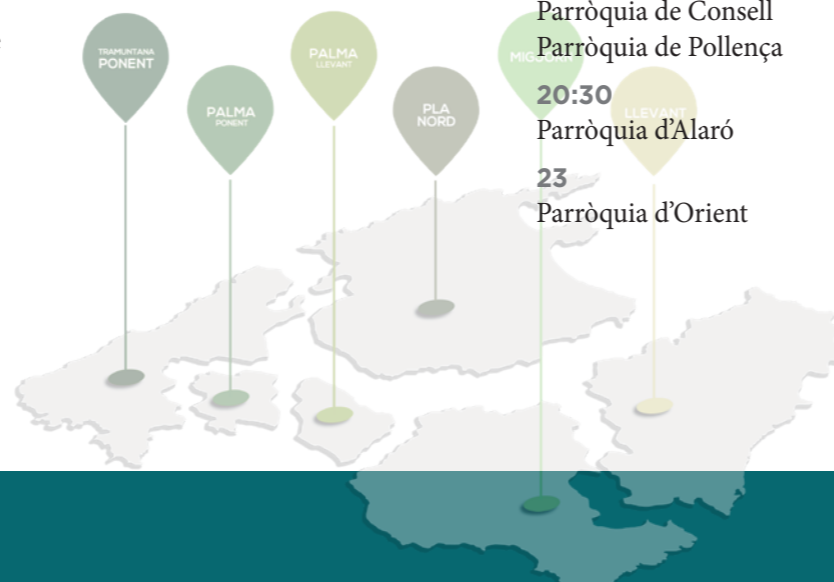 TRAMUNTANA
PONENT
PALMA
PONENT
PALMA
LLEVANT
PLA
NORD
MIGJORN
LLEVANT
Parròquia de Consell
Parròquia de Pollença
20:30
Parròquia d’Alaró
23
Parròquia d’Orient